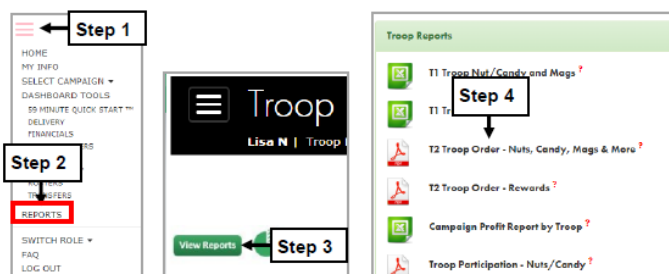 Step 1
HOME
MY INFO
SELECT CAMPAIGN
DASHBOARD TOOLS
59 MINUTE QUICK START ™
DELIVERY
FINANCIALS
RS
Step 2
TRANSFERS
REPORTS
SWITCH ROLE
FAQ
LOG OUT
Troop
Lisa N | Troop
View Reports
Step 3
Troop Reports
T1 Troop Nut/Candy and Mags ?
T1 Tr
Step 4
T2 Troop Order - Nuts, Candy, Mags & More ?
T2 Troop Order - Rewards ?
Campaign Profit Report by Troop ?
Troop Participation - Nuts/Candy ?